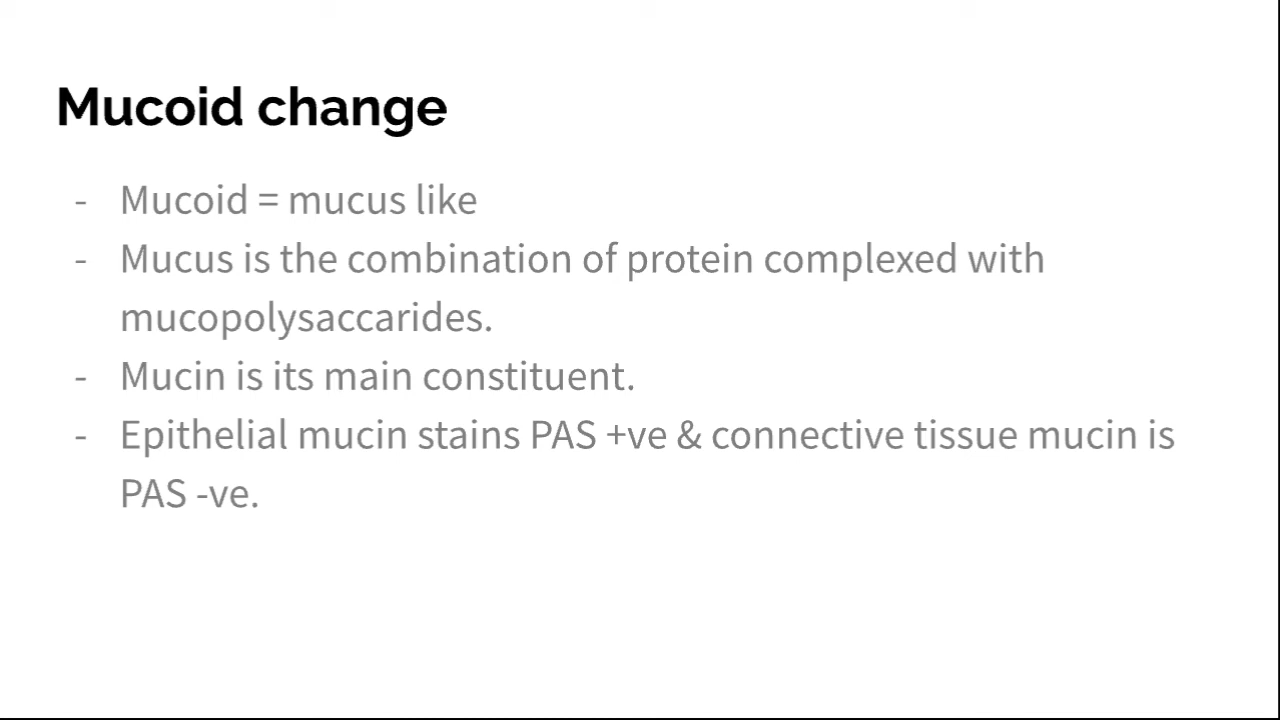 Mucoid change
- Mucoid = mucus like
- Mucus is the combination of protein complexed with
mucopolysaccarides.
- Mucin is its main constituent.
- Epithelial mucin stains PAS +ve & connective tissue mucin is
PAS -ve.